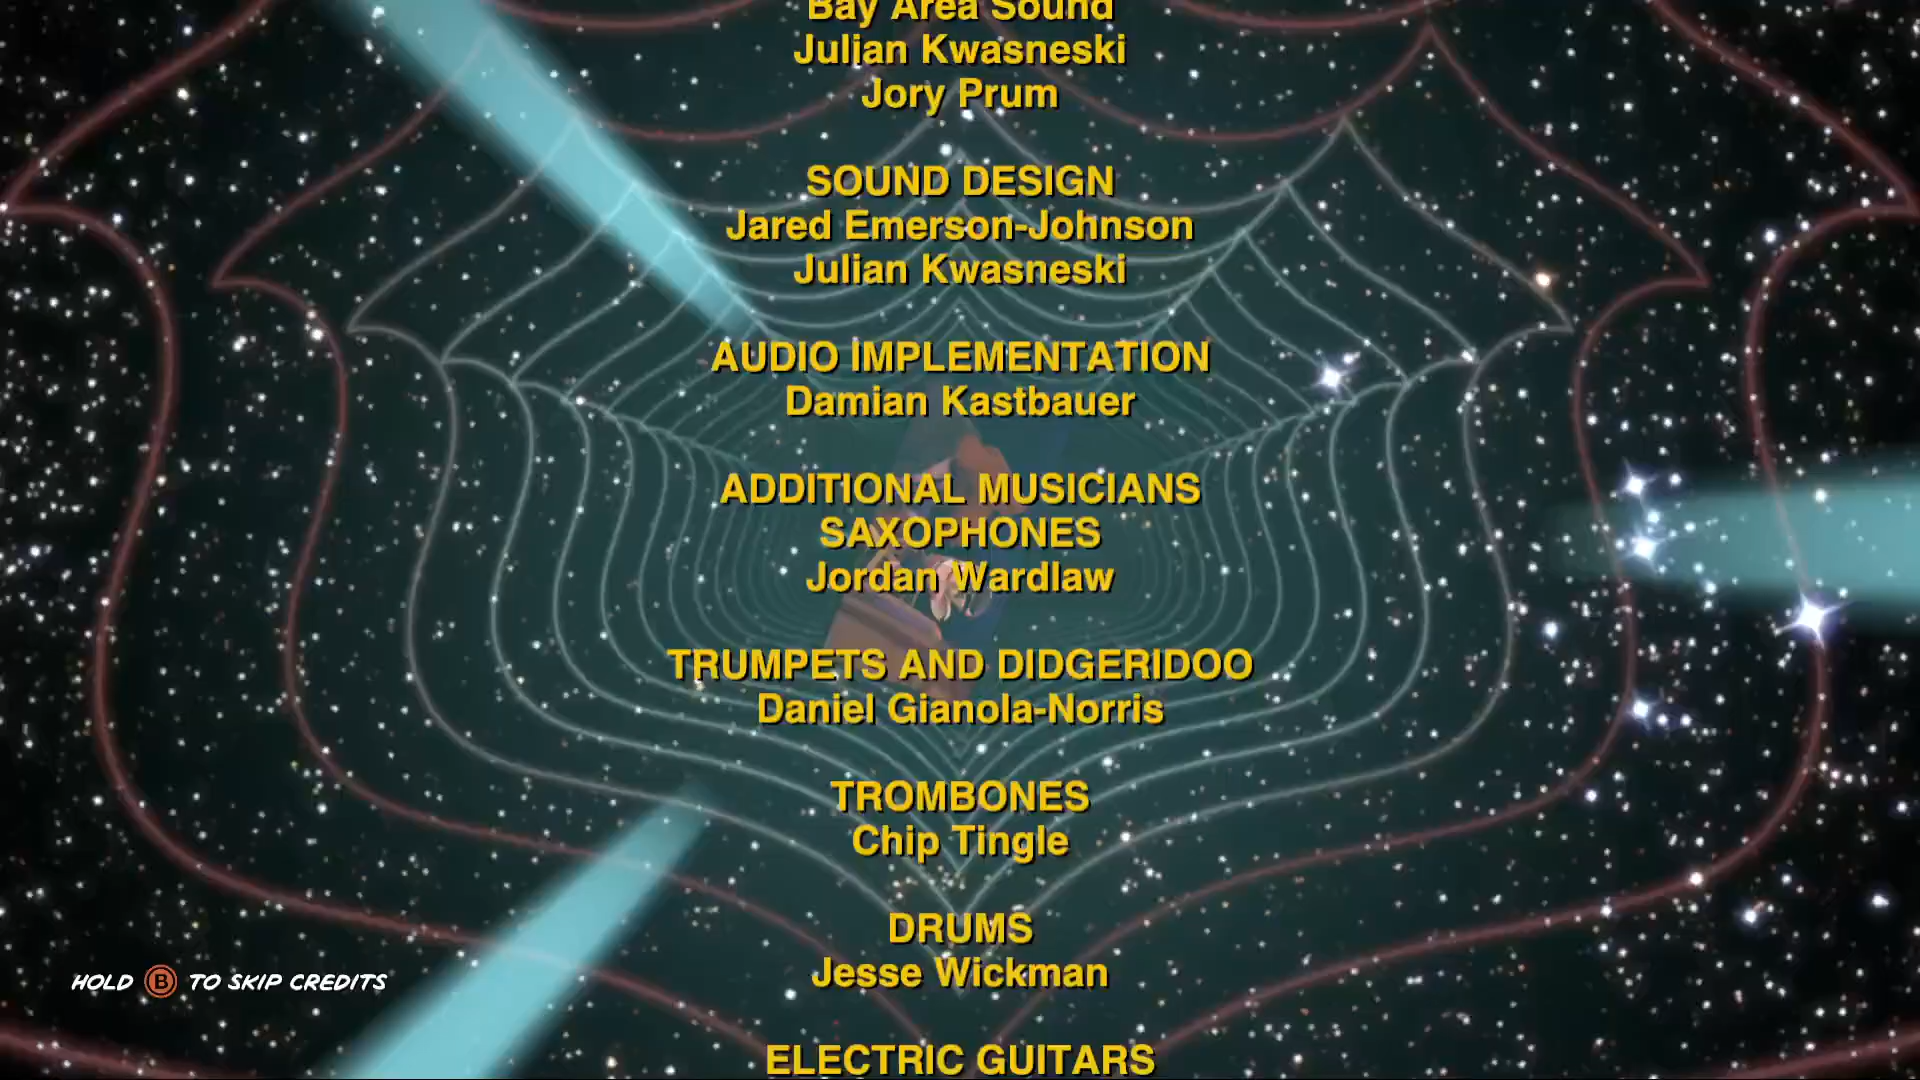 Bay Area Sound
Julian Kwasneski
Jory Prum
SOUND DESIGN
Jared Emerson-Johnson
Julian Kwasneski
AUDIO IMPLEMENTATION
Damian Kastbauer
ADDITIONAL MUSICIANS
SAXOPHONES
Jordan Wardlaw
TRUMPETS AND DIDGERIDOO
Daniel Gianola-Norris
TROMBONES
Chip Tingle
DRUMS
Jesse Wickman
HOLD B TO SKIP CREDITS
ELECTRIC GUITARS